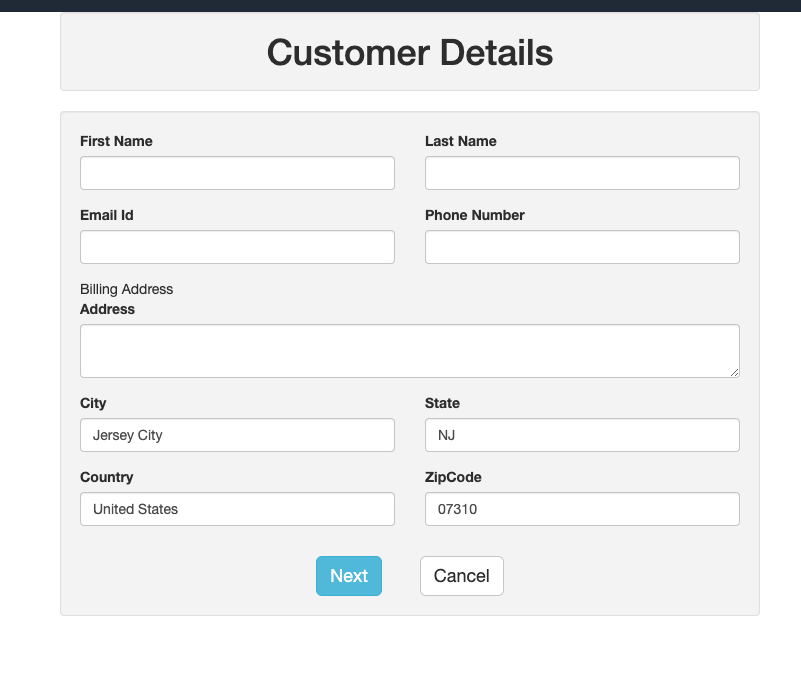 Customer Details
First Name Last Name
Email Id Phone Number
Billing Address
Address
City State
Jersey City NJ
Country ZipCode
United States 07310
Next Cancel